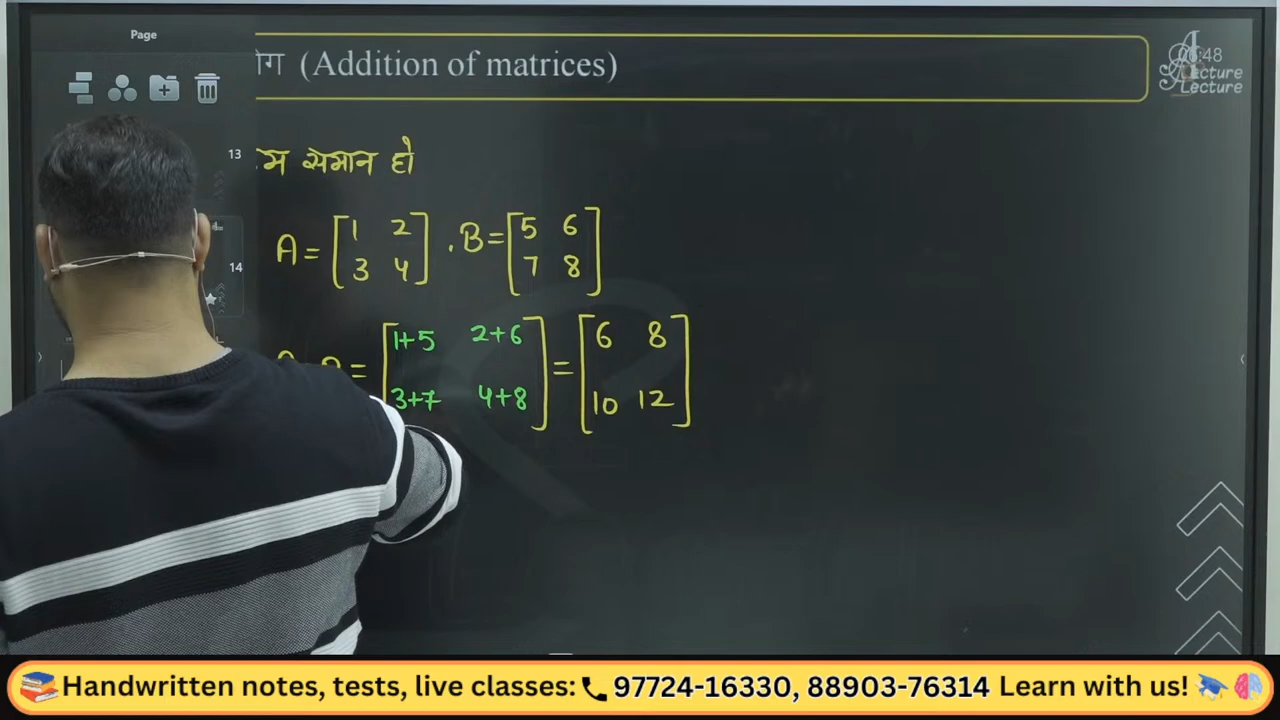 Page
(Addition of matrices)
06:48
Lecture
Lecture
13
समान हो
A = [1 2 3 4] . B = [5 6 7 8]
14
= [1+5 2+6 3+7 4+8] = [6 8 10 12]
Handwritten notes, tests, live classes: 97724-16330, 88903-76314 Learn with us!